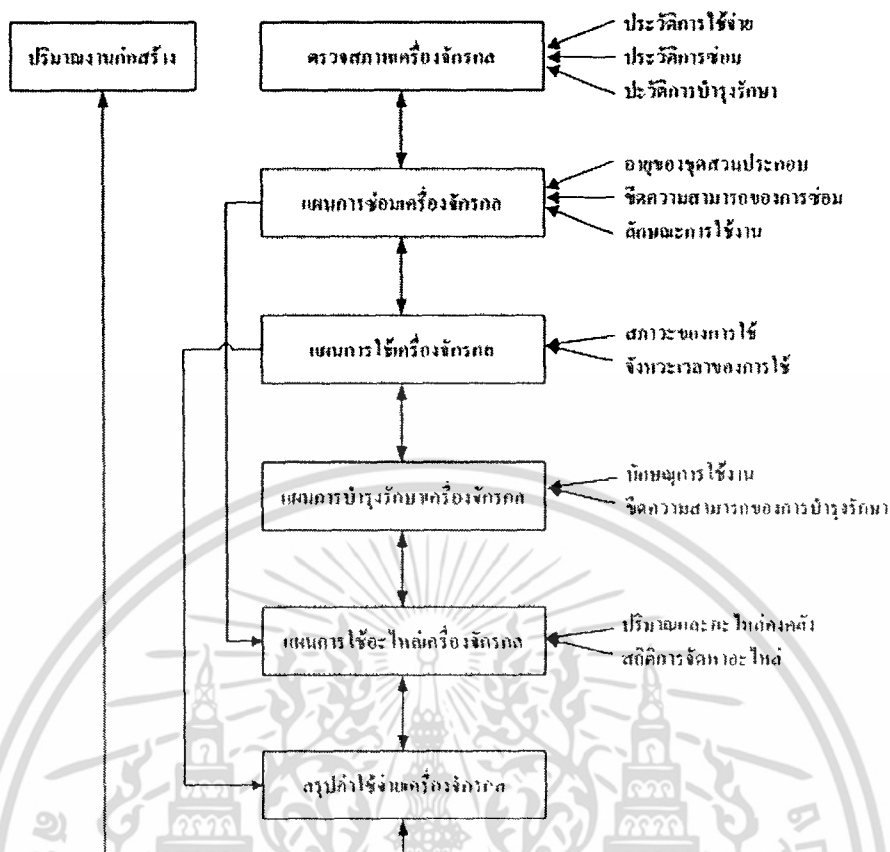 ปริมาณงานก่อสร้าง
ตรวจสภาพเครื่องจักรกล
ประวัติการใช้จ่าย
ประวัติการซ่อม
ปะวัติการบำรุงรักษา
แผนการซ่อมเครื่องจักรกล
อายุของชุดส่วนประกอบ
ขีดความสามารถของการซ่อม
ลักษณะการใช้งาน
แผนการใช้เครื่องจักรกล
สภาวะของการใช้
จังหวะเวลาของการใช้
แผนการบำรุงรักษาเครื่องจักรกล
ทักษณุการใช้งาน
ขีดความสามารถของการบำรุงรักษา
แผนการใช้อะไหล่เครื่องจักรกล
ปริมาณและอะไหล่คงคลัง
สถิติการจัดหาอะไหล่
สรุปค่าใช้จ่ายเครื่องจักรกล